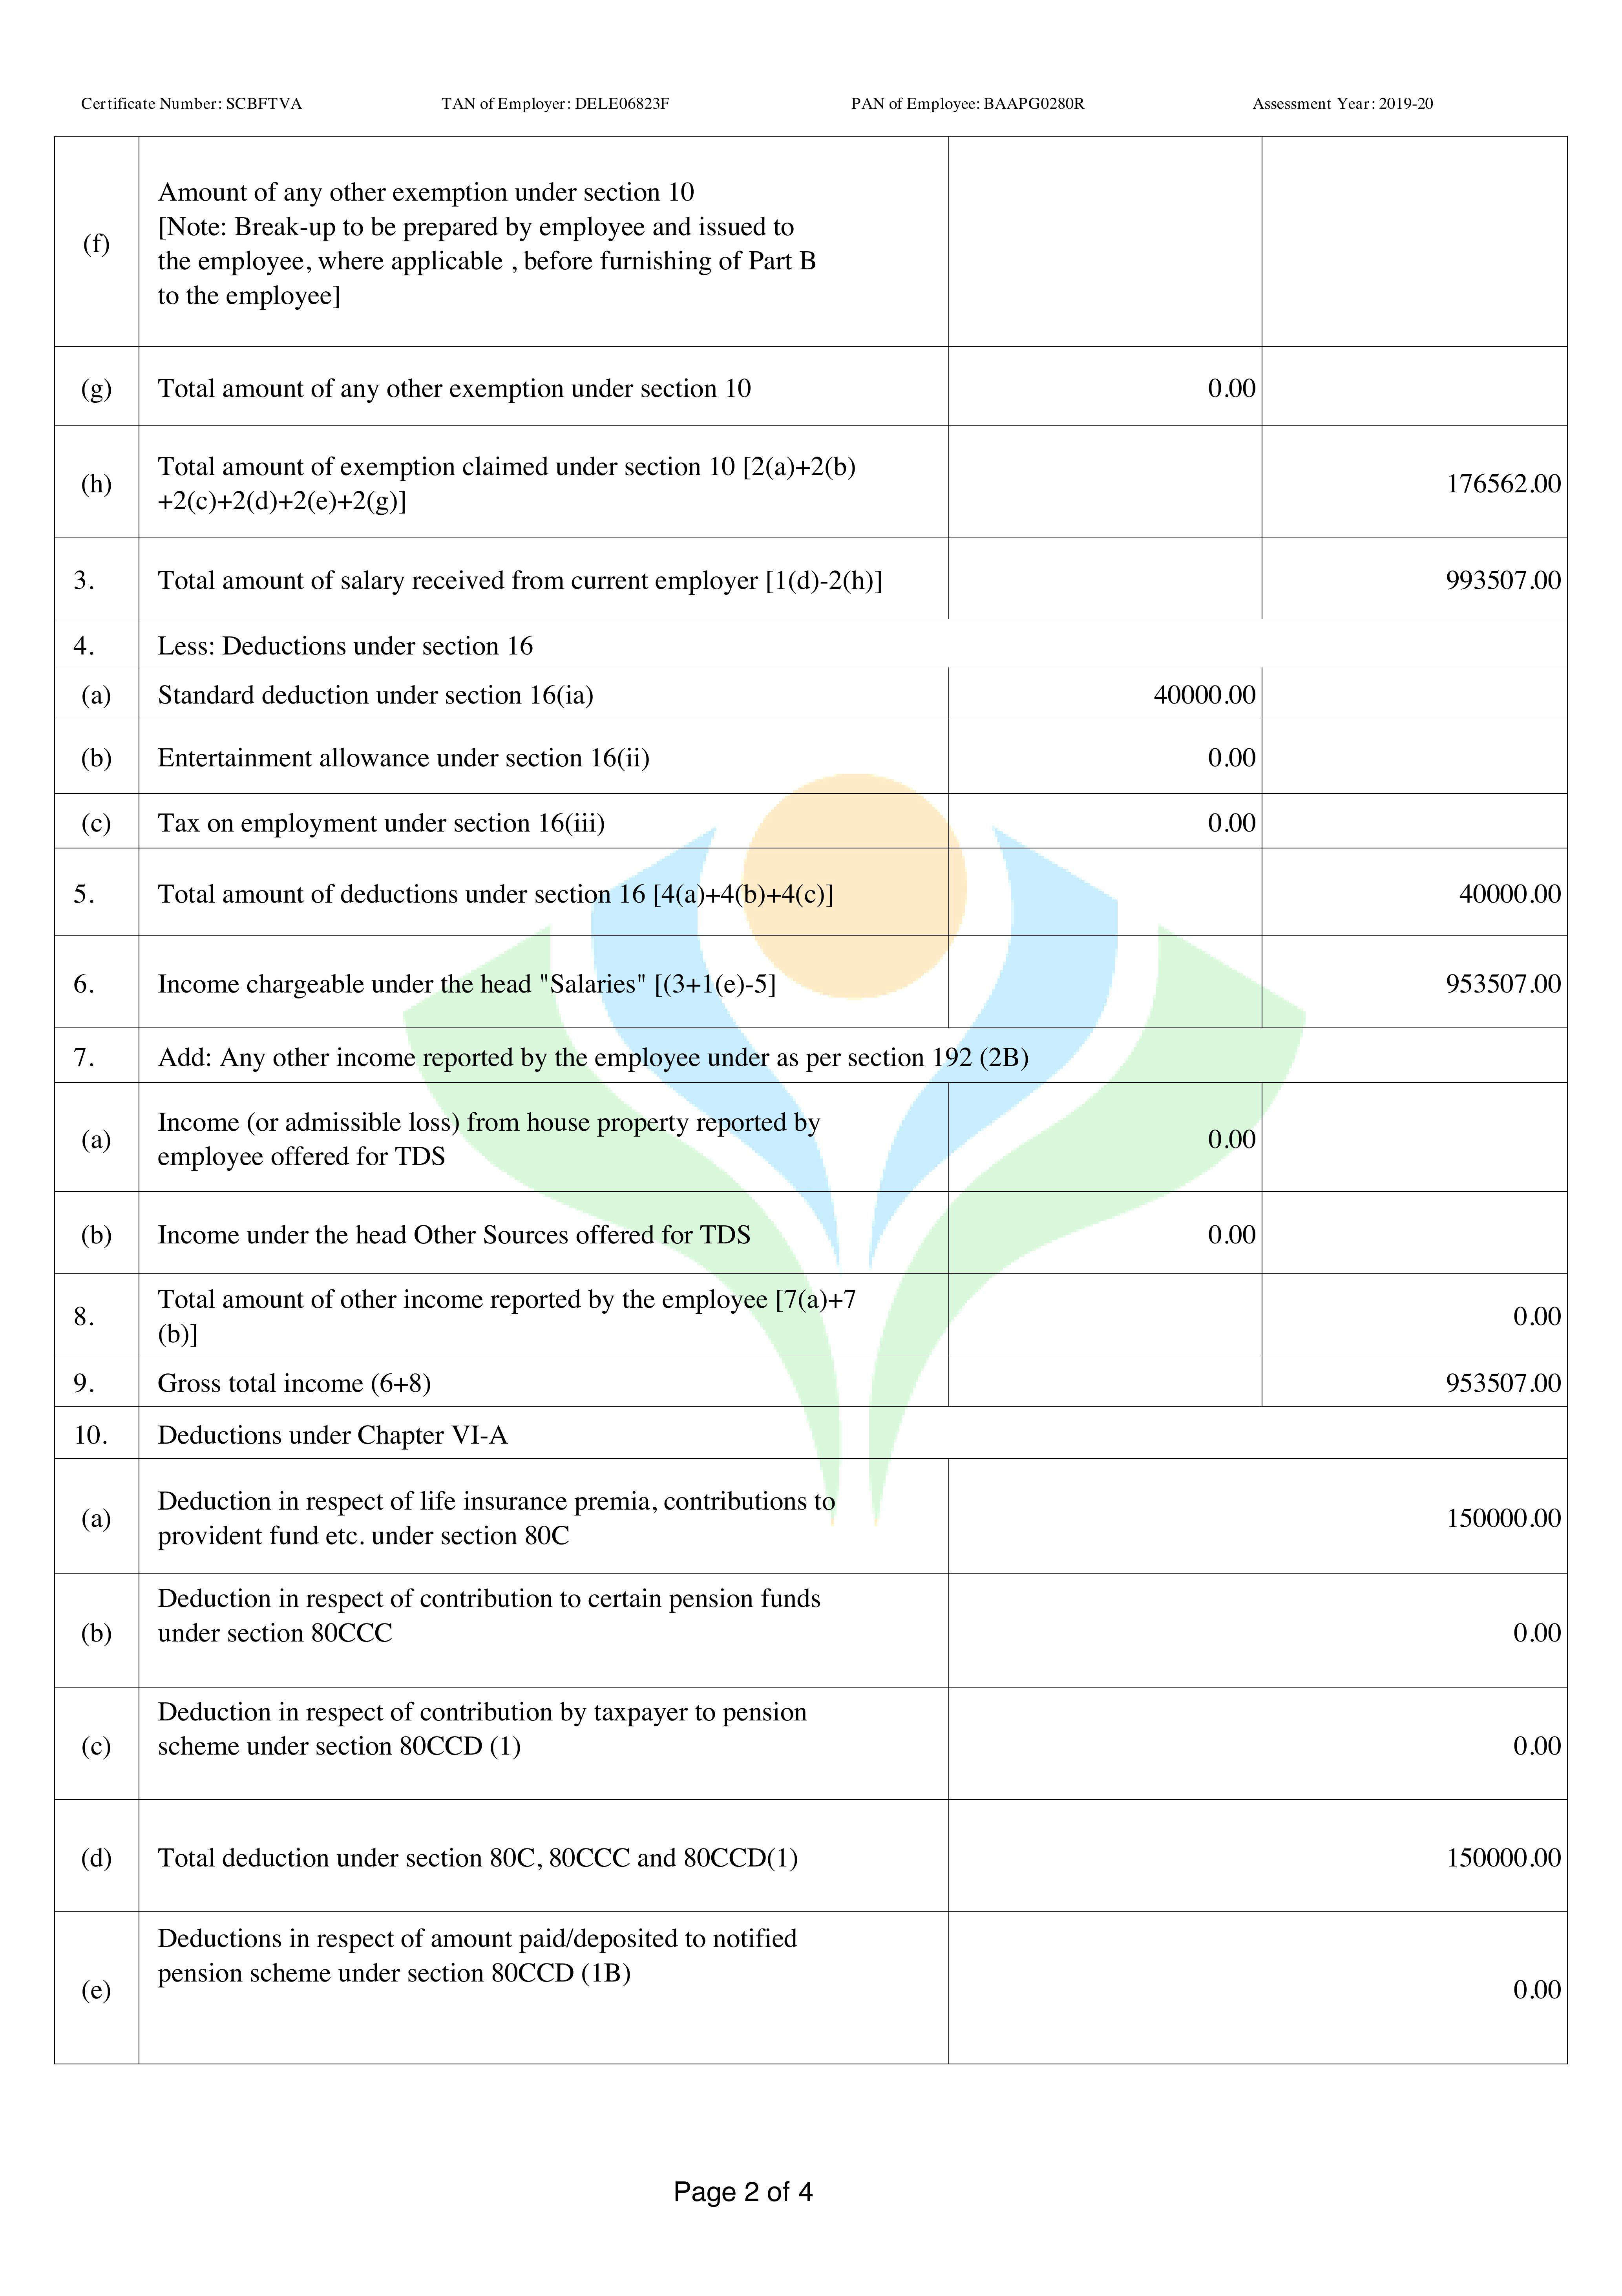 Certificate Number: SCBFTVA TAN of Employer: DELE06823F PAN of Employee: BAAPG0280R Assessment Year: 2019-20
(f) Amount of any other exemption under section 10
[Note: Break-up to be prepared by employee and issued to
the employee, where applicable , before furnishing of Part B
to the employee]
(g) Total amount of any other exemption under section 10 0.00
(h) Total amount of exemption claimed under section 10 [2(a)+2(b)
+2(c)+2(d)+2(e)+2(g)] 176562.00
3. Total amount of salary received from current employer [1(d)-2(h)] 993507.00
4. Less: Deductions under section 16
(a) Standard deduction under section 16(ia) 40000.00
(b) Entertainment allowance under section 16(ii) 0.00
(c) Tax on employment under section 16(iii) 0.00
5. Total amount of deductions under section 16 [4(a)+4(b)+4(c)] 40000.00
6. Income chargeable under the head "Salaries" [(3+1(e)-5] 953507.00
7. Add: Any other income reported by the employee under as per section 192 (2B)
(a) Income (or admissible loss) from house property reported by
employee offered for TDS 0.00
(b) Income under the head Other Sources offered for TDS 0.00
8. Total amount of other income reported by the employee [7(a)+7
(b)] 0.00
9. Gross total income (6+8) 953507.00
10. Deductions under Chapter VI-A
(a) Deduction in respect of life insurance premia, contributions to
provident fund etc. under section 80C 150000.00
(b) Deduction in respect of contribution to certain pension funds
under section 80CCC 0.00
(c) Deduction in respect of contribution by taxpayer to pension
scheme under section 80CCD (1) 0.00
(d) Total deduction under section 80C, 80CCC and 80CCD(1) 150000.00
(e) Deductions in respect of amount paid/deposited to notified
pension scheme under section 80CCD (1B) 0.00
Page 2 of 4